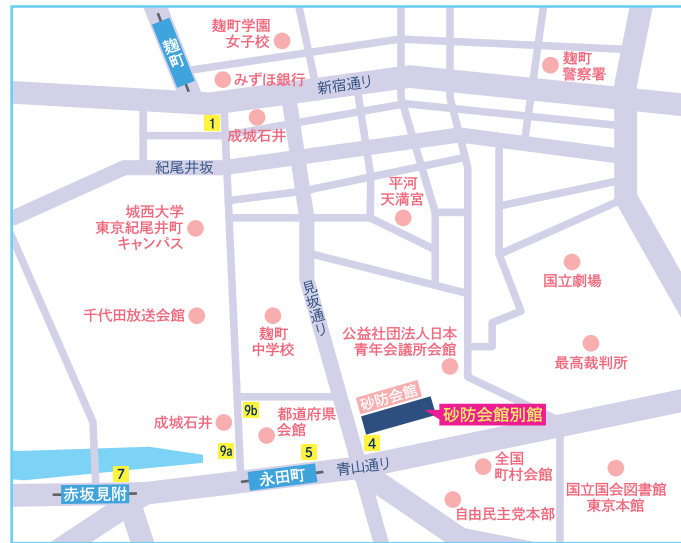 麹町学園
女子校
麹町
みずほ銀行
新宿通り
麹町
警察署
1
成城石井
紀尾井坂
平河
天満宮
城西大学
東京紀尾井町
キャンパス
国立劇場
見坂通り
千代田放送会館
麹町
中学校
公益社団法人日本
青年会議所会館
最高裁判所
砂防会館
砂防会館別館
9b
成城石井
都道府県
会館
4
9a
5
青山通り
永田町
7
赤坂見附
全国
町村会館
国立国会図書館
東京本館
自由民主党本部